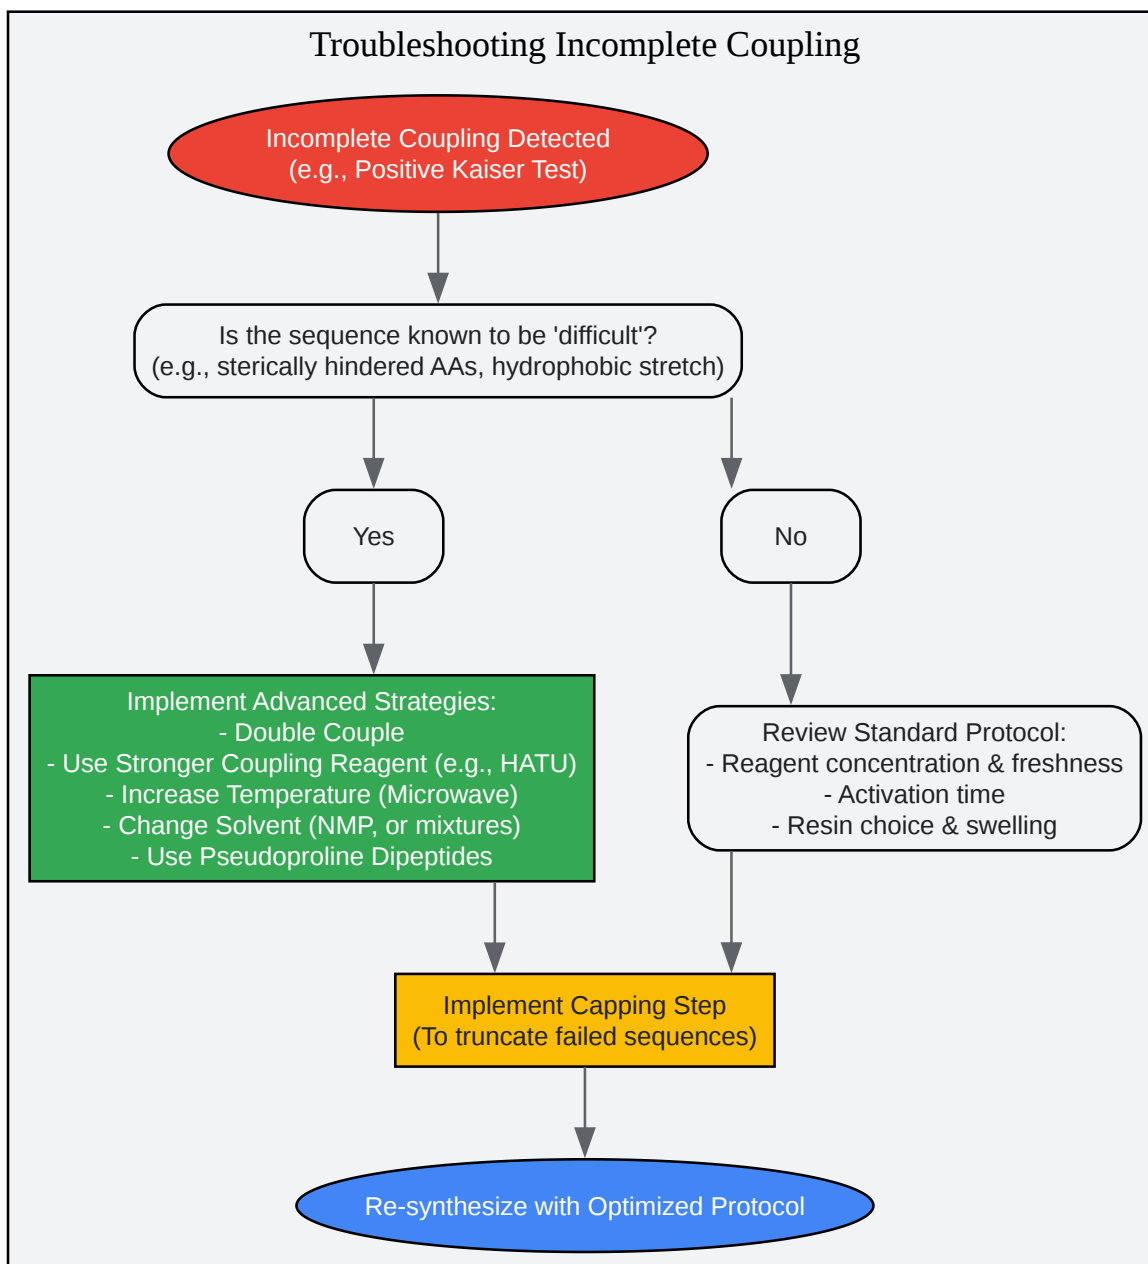 Troubleshooting Incomplete Coupling
Incomplete Coupling Detected
(e.g., Positive Kaiser Test)
Is the sequence known to be 'difficult'?
(e.g., sterically hindered AAs, hydrophobic stretch)
Yes
No
Implement Advanced Strategies:
- Double Couple
- Use Stronger Coupling Reagent (e.g., HATU)
- Increase Temperature (Microwave)
- Change Solvent (NMP, or mixtures)
- Use Pseudoproline Dipeptides
Review Standard Protocol:
- Reagent concentration & freshness
- Activation time
- Resin choice & swelling
Implement Capping Step
(To truncate failed sequences)
Re-synthesize with Optimized Protocol